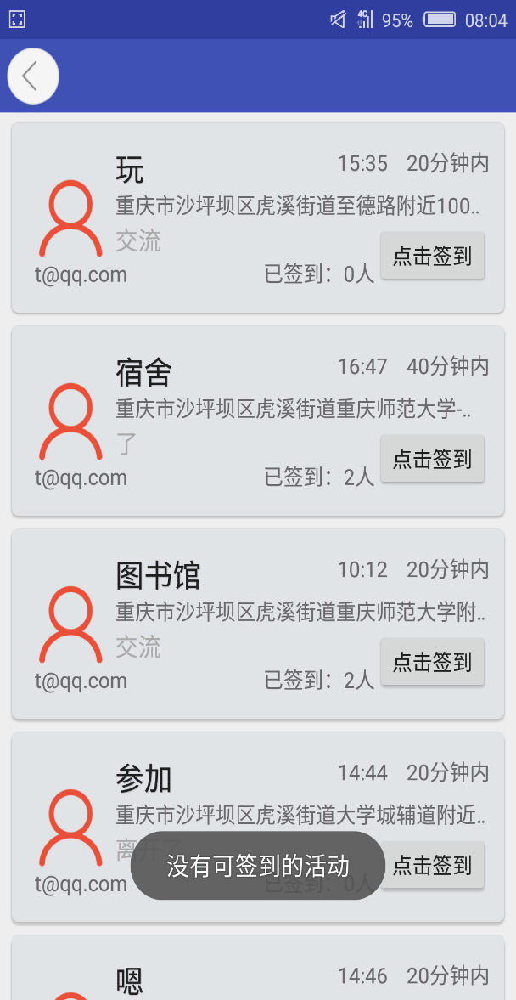 4G 95% 08:04
玩 15:35 20分钟内
重庆市沙坪坝区虎溪街道至德路附近100..
交流
t@qq.com 已签到：0人 点击签到
宿舍 16:47 40分钟内
重庆市沙坪坝区虎溪街道重庆师范大学-..
了
t@qq.com 已签到：2人 点击签到
图书馆 10:12 20分钟内
重庆市沙坪坝区虎溪街道重庆师范大学附..
交流
t@qq.com 已签到：2人 点击签到
参加 14:44 20分钟内
重庆市沙坪坝区虎溪街道大学城辅道附近..
离开了
没有可签到的活动
t@qq.com 已签到：0人 点击签到
嗯 14:46 20分钟内